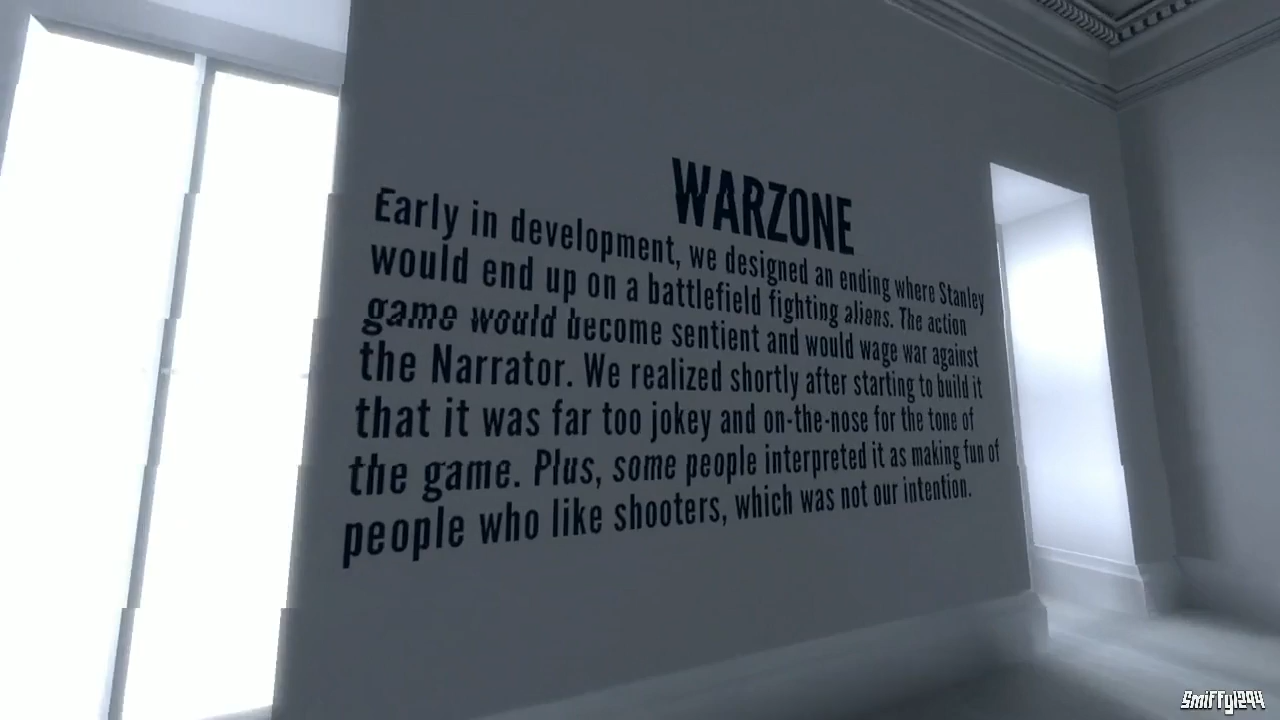 WARZONE
Early in development, we designed an ending where Stanley
would end up on a battlefield fighting aliens. The action
game would become sentient and would wage war against
the Narrator. We realized shortly after starting to build it
that it was far too jokey and on-the-nose for the tone of
the game. Plus, some people interpreted it as making fun of
people who like shooters, which was not our intention.
Smiffy1294